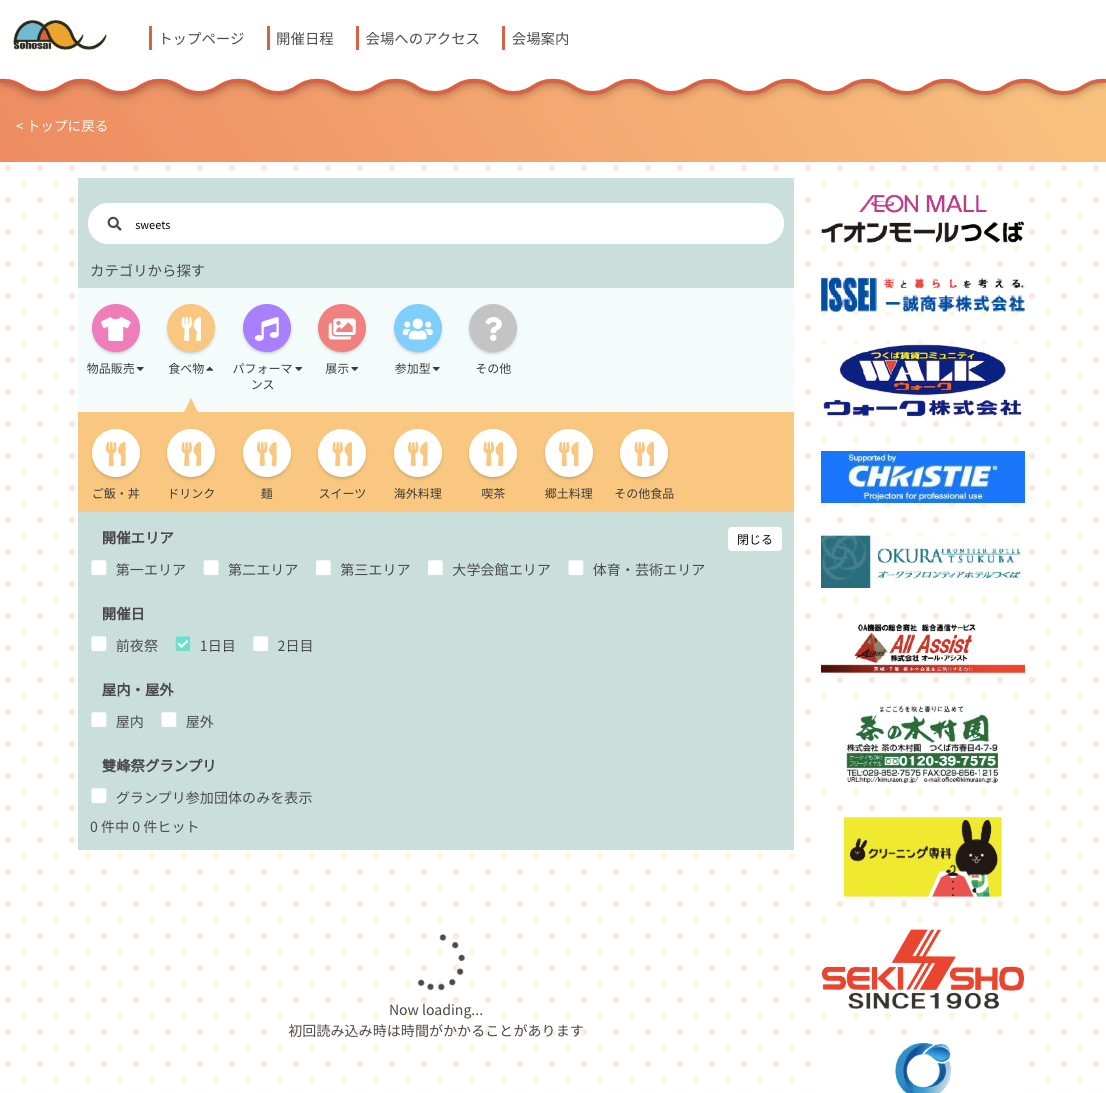 Sohosai
トップページ
開催日程
会場へのアクセス
会場案内
< トップに戻る
sweets
カテゴリから探す
物品販売
食べ物
パフォーマンス
展示
参加型
その他
ご飯・丼
ドリンク
麺
スイーツ
海外料理
喫茶
郷土料理
その他食品
開催エリア
閉じる
第一エリア
第二エリア
第三エリア
大学会館エリア
体育・芸術エリア
開催日
前夜祭
1日目
2日目
屋内・屋外
屋内
屋外
雙峰祭グランプリ
グランプリ参加団体のみを表示
0 件中 0 件ヒット
Now loading...
初回読み込み時は時間がかかることがあります
ÆON MALL
イオンモールつくば
ISSEI 街と暮らしを考える。
一誠商事株式会社
つくば賃貸コミュニティ
WALK
ウォーク
ウォーク株式会社
Supported by
CHRISTIE
Projectors for professional use
OKURA FRONTIER HOTEL TSUKUBA
オークラフロンティアホテルつくば
OA機器の総合商社 総合通信サービス
All Assist
株式会社 オール・アシスト
まごころを味と香りに込めて
茶の木村園
株式会社 茶の木村園 つくば市春日4-7-9
フリーダイヤル 0120-39-7575
TEL:029-852-7575 FAX:029-856-1215
URL:http://kimuraen.gr.jp/ e-mail:office@kimuraen.gr.jp
クリーニング専科
SEKISHO
SINCE1908